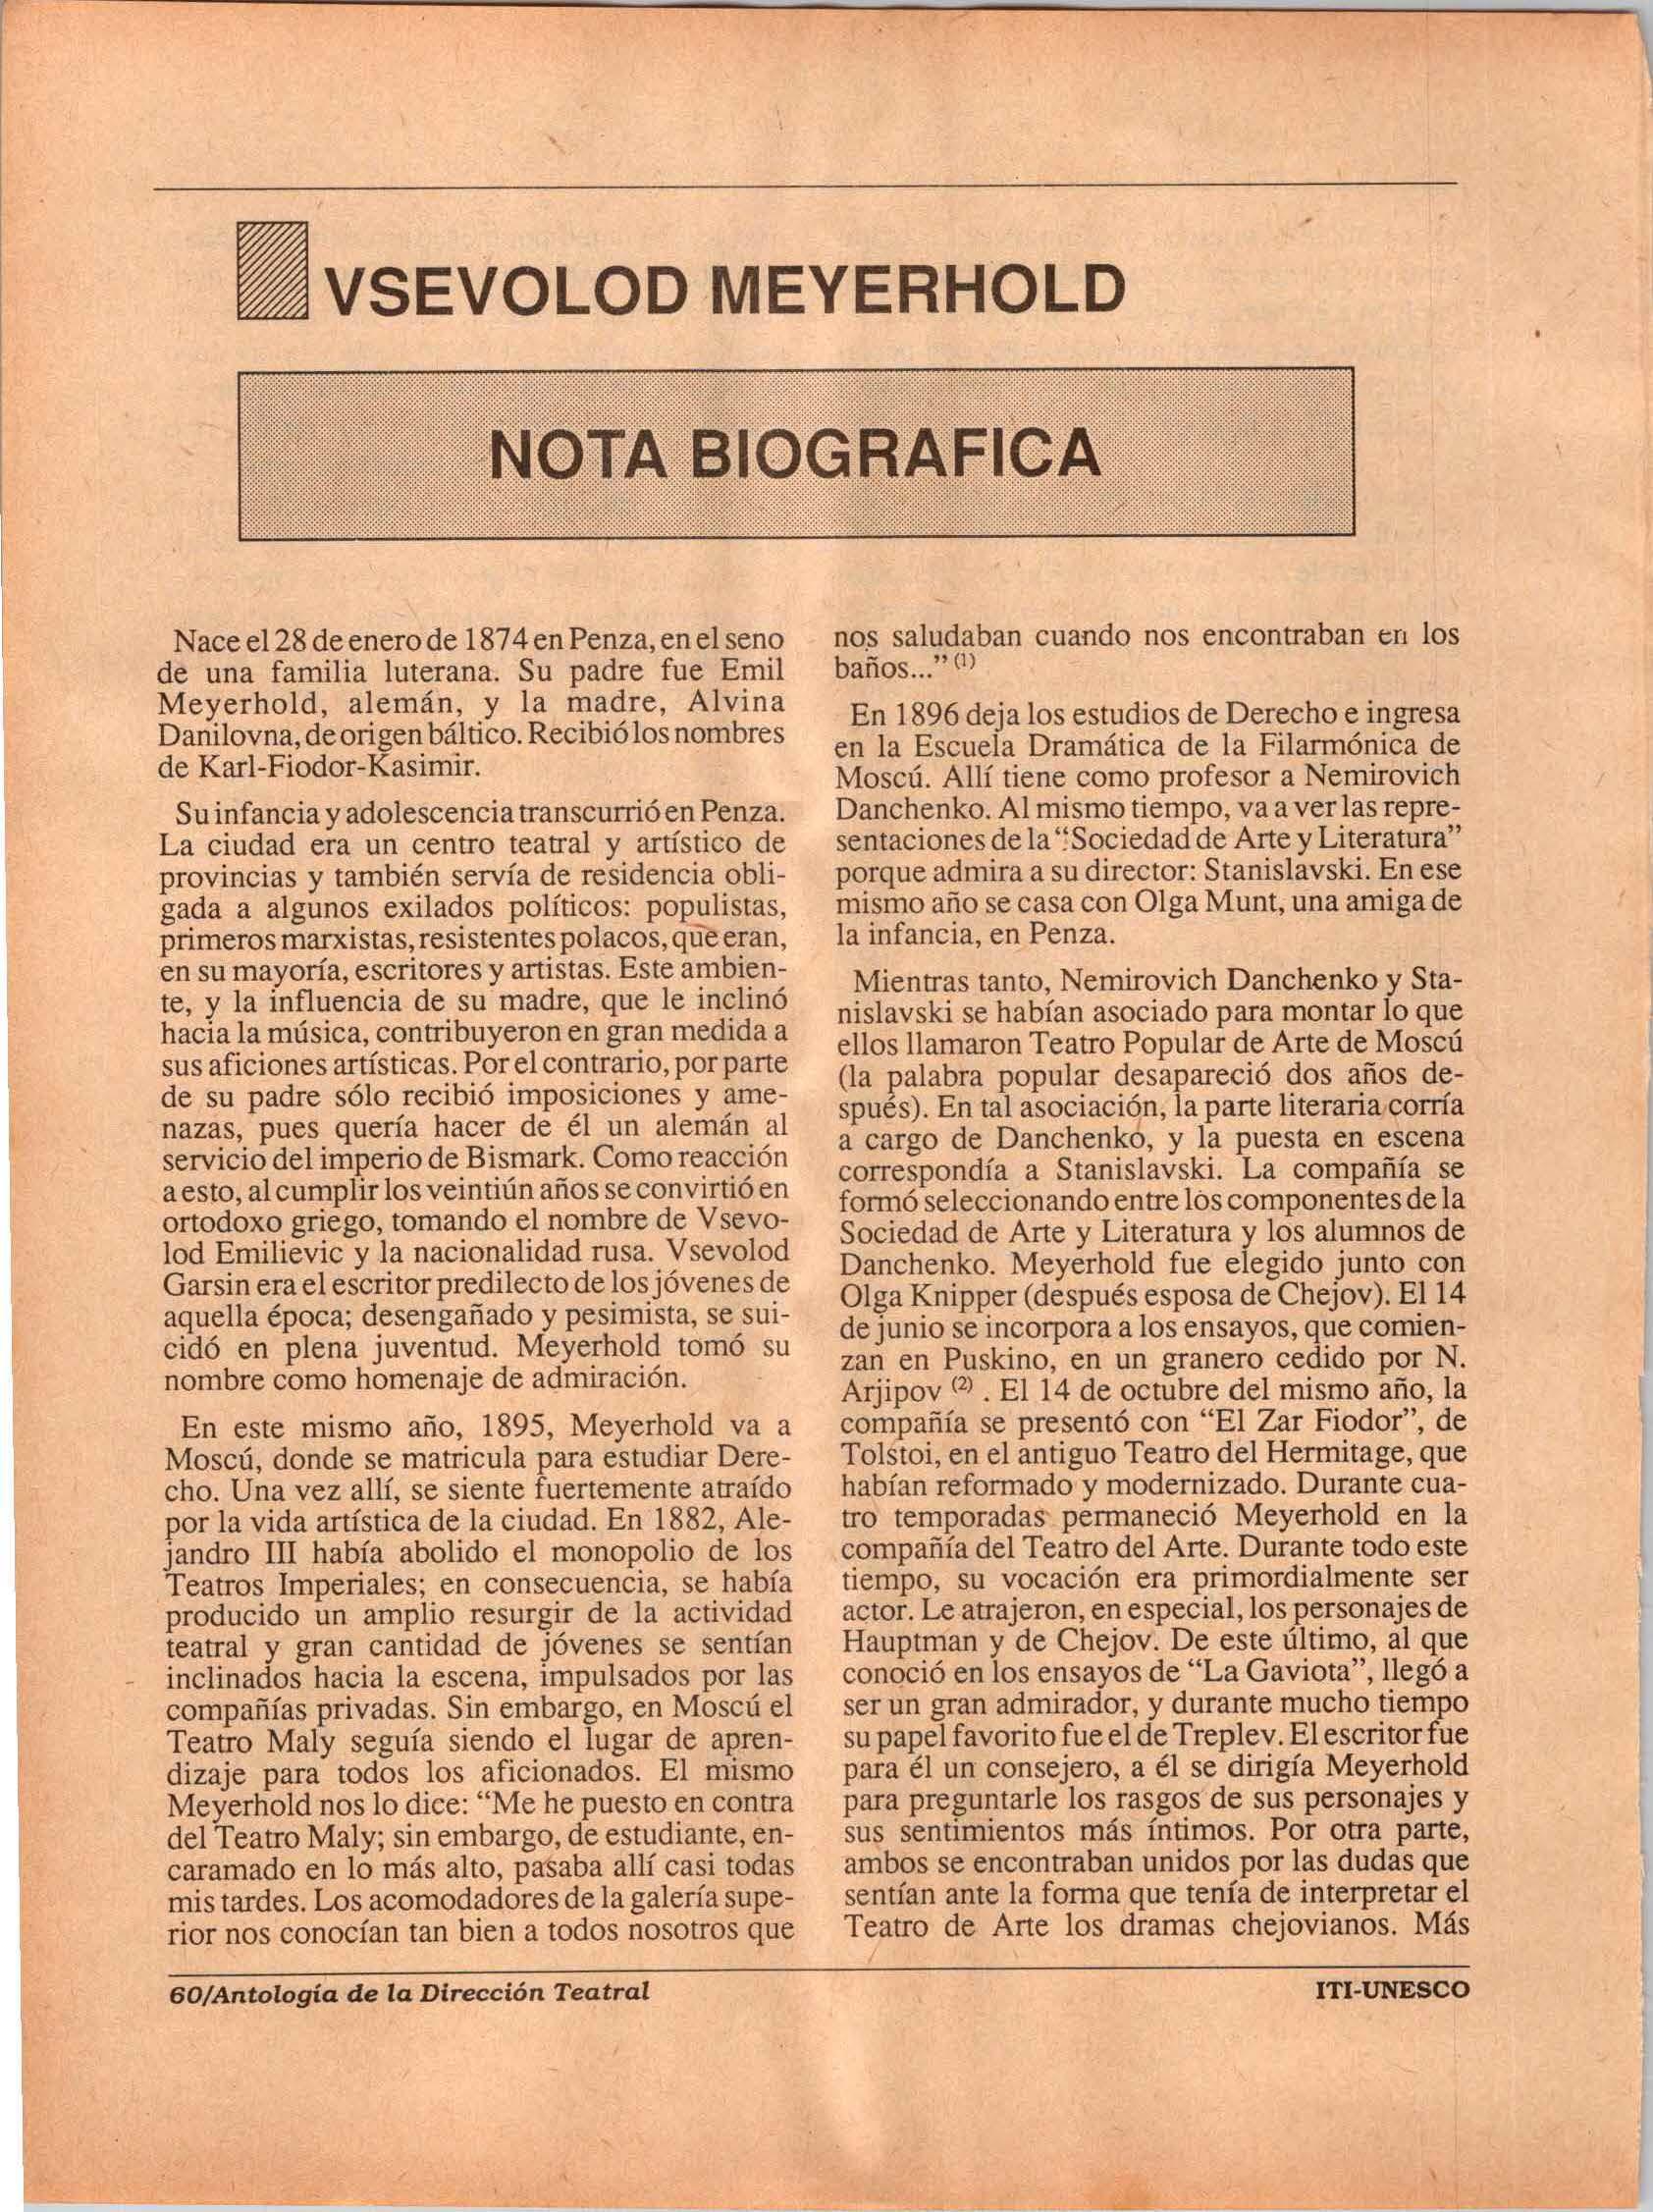 VSEVOLOD MEYERHOLD
NOTA BIOGRAFICA
Nace el 28 de enero de 1874 en Penza, en el seno
de una familia luterana. Su padre fue Emil
Meyerhold, alemán, y la madre, Alvina
Danilovna, de origen báltico. Recibió los nombres
de Karl-Fiodor-Kasimir.
Su infancia y adolescencia transcurrió en Penza.
La ciudad era un centro teatral y artístico de
provincias y también servía de residencia obli-
gada a algunos exilados políticos: populistas,
primeros marxistas, resistentes polacos, que eran,
en su mayoría, escritores y artistas. Este ambien-
te, y la influencia de su madre, que le inclinó
hacia la música, contribuyeron en gran medida a
sus aficiones artísticas. Por el contrario, por parte
de su padre sólo recibió imposiciones y ame-
nazas, pues quería hacer de él un alemán al
servicio del imperio de Bismark. Como reacción
a esto, al cumplir los veintiún años se convirtió en
ortodoxo griego, tomando el nombre de Vsevo-
lod Emilievic y la nacionalidad rusa. Vsevolod
Garsin era el escritor predilecto de los jóvenes de
aquella época; desengañado y pesimista, se sui-
cidó en plena juventud. Meyerhold tomó su
nombre como homenaje de admiración.
En este mismo año, 1895, Meyerhold va a
Moscú, donde se matricula para estudiar Dere-
cho. Una vez allí, se siente fuertemente atraído
por la vida artística de la ciudad. En 1882, Ale-
jandro III había abolido el monopolio de los
Teatros Imperiales; en consecuencia, se había
producido un amplio resurgir de la actividad
teatral y gran cantidad de jóvenes se sentían
inclinados hacia la escena, impulsados por las
compañías privadas. Sin embargo, en Moscú el
Teatro Maly seguía siendo el lugar de apren-
dizaje para todos los aficionados. El mismo
Meyerhold nos lo dice: “Me he puesto en contra
del Teatro Maly; sin embargo, de estudiante, en-
caramado en lo más alto, pasaba allí casi todas
mis tardes. Los acomodadores de la galería supe-
rior nos conocían tan bien a todos nosotros que
nos saludaban cuando nos encontraban en los
baños...” (1)
En 1896 deja los estudios de Derecho e ingresa
en la Escuela Dramática de la Filarmónica de
Moscú. Allí tiene como profesor a Nemirovich
Danchenko. Al mismo tiempo, va a ver las repre-
sentaciones de la “Sociedad de Arte y Literatura”
porque admira a su director: Stanislavski. En ese
mismo año se casa con Olga Munt, una amiga de
la infancia, en Penza.
Mientras tanto, Nemirovich Danchenko y Sta-
nislavski se habían asociado para montar lo que
ellos llamaron Teatro Popular de Arte de Moscú
(la palabra popular desapareció dos años de-
spués). En tal asociación, la parte literaria corría
a cargo de Danchenko, y la puesta en escena
correspondía a Stanislavski. La compañía se
formó seleccionando entre los componentes de la
Sociedad de Arte y Literatura y los alumnos de
Danchenko. Meyerhold fue elegido junto con
Olga Knipper (después esposa de Chejov). El 14
de junio se incorpora a los ensayos, que comien-
zan en Puskino, en un granero cedido por N.
Arjipov (2) . El 14 de octubre del mismo año, la
compañía se presentó con “El Zar Fiodor”, de
Tolstoi, en el antiguo Teatro del Hermitage, que
habían reformado y modernizado. Durante cua-
tro temporadas permaneció Meyerhold en la
compañía del Teatro del Arte. Durante todo este
tiempo, su vocación era primordialmente ser
actor. Le atrajeron, en especial, los personajes de
Hauptman y de Chejov. De este último, al que
conoció en los ensayos de “La Gaviota”, llegó a
ser un gran admirador, y durante mucho tiempo
su papel favorito fue el de Treplev. El escritor fue
para él un consejero, a él se dirigía Meyerhold
para preguntarle los rasgos de sus personajes y
sus sentimientos más íntimos. Por otra parte,
ambos se encontraban unidos por las dudas que
sentían ante la forma que tenía de interpretar el
Teatro de Arte los dramas chejovianos. Más
60/Antología de la Dirección Teatral
ITI-UNESCO